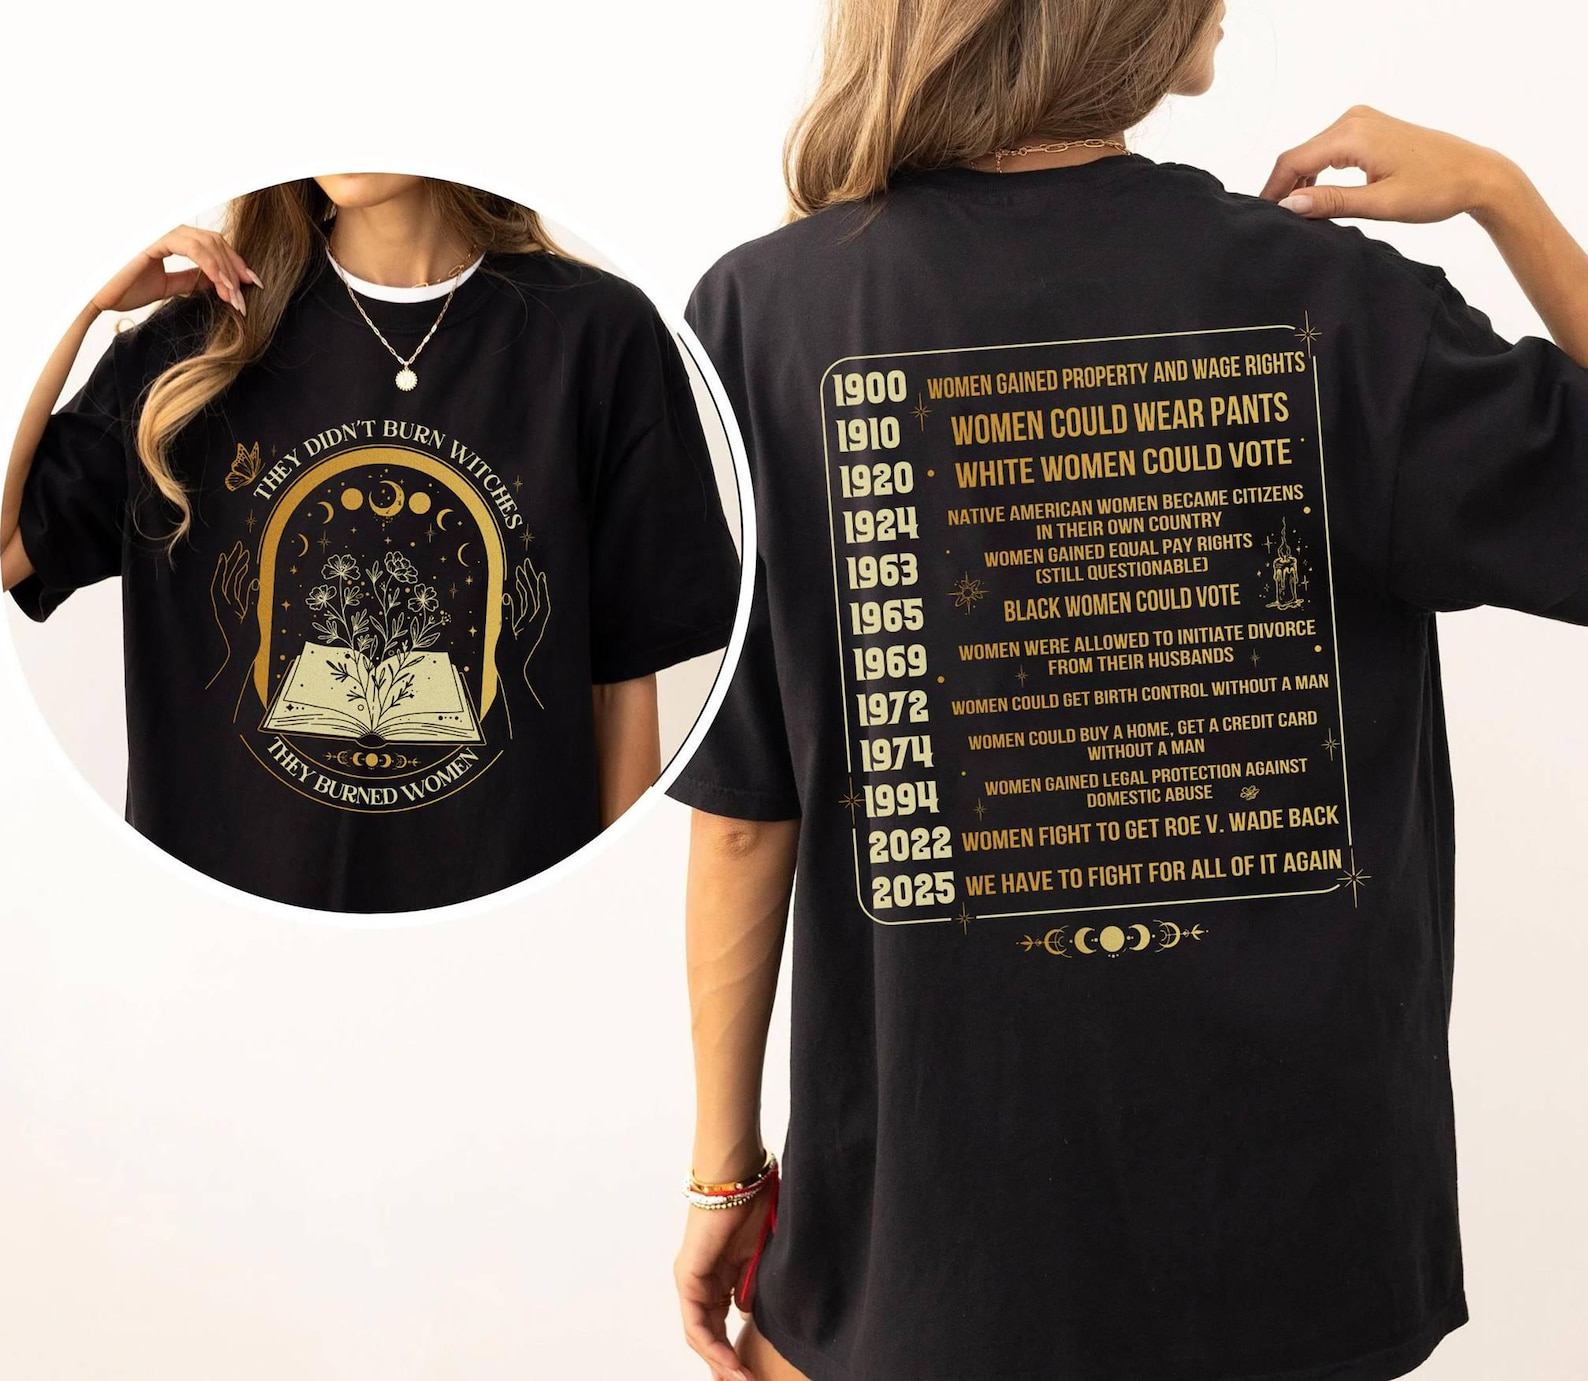 THEY DIDN'T BURN WITCHES
THEY BURNED WOMEN
1900 WOMEN GAINED PROPERTY AND WAGE RIGHTS
1910 WOMEN COULD WEAR PANTS
1920 WHITE WOMEN COULD VOTE
1924 NATIVE AMERICAN WOMEN BECAME CITIZENS
IN THEIR OWN COUNTRY
1963 WOMEN GAINED EQUAL PAY RIGHTS
(STILL QUESTIONABLE)
1965 BLACK WOMEN COULD VOTE
1969 WOMEN WERE ALLOWED TO INITIATE DIVORCE
FROM THEIR HUSBANDS
1972 WOMEN COULD GET BIRTH CONTROL WITHOUT A MAN
1974 WOMEN COULD BUY A HOME, GET A CREDIT CARD
WITHOUT A MAN
1994 WOMEN GAINED LEGAL PROTECTION AGAINST
DOMESTIC ABUSE
2022 WOMEN FIGHT TO GET ROE V. WADE BACK
2025 WE HAVE TO FIGHT FOR ALL OF IT AGAIN